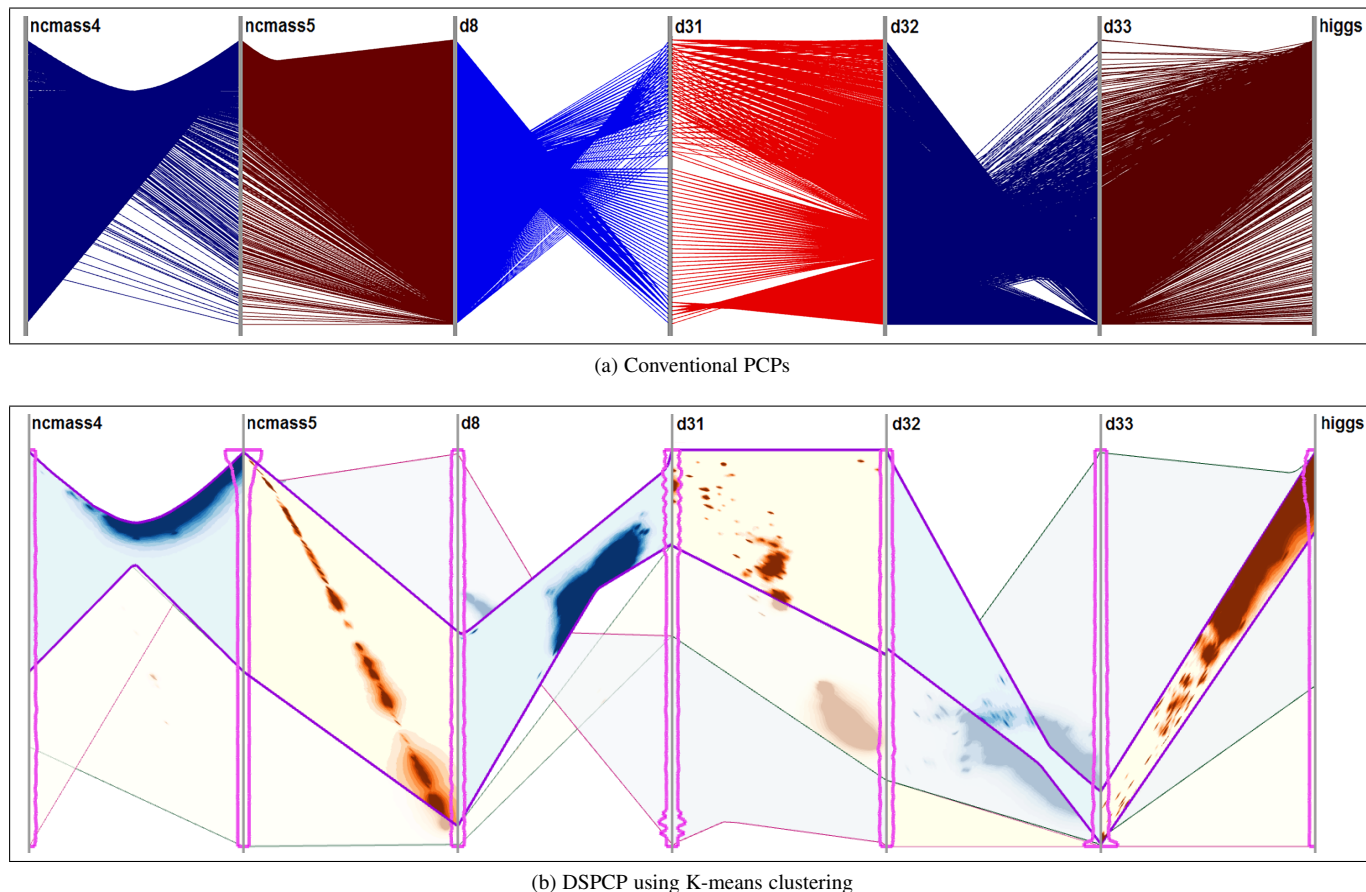 ncmass4 ncmass5 d8 d31 d32 d33 higgs
(a) Conventional PCPs
ncmass4 ncmass5 d8 d31 d32 d33 higgs
(b) DSPCP using K-means clustering